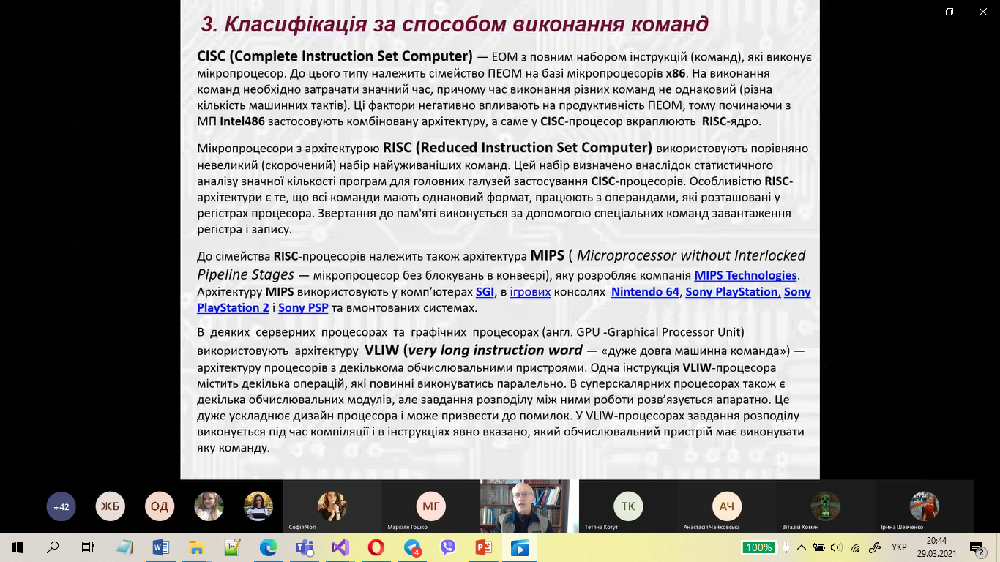 3. Класифікація за способом виконання команд
CISC (Complete Instruction Set Computer) — ЕОМ з повним набором інструкцій (команд), які виконує
мікропроцесор. До цього типу належить сімейство ПЕОМ на базі мікропроцесорів x86. На виконання
команд необхідно затрачати значний час, причому час виконання різних команд не однаковий (різна
кількість машинних тактів). Ці фактори негативно впливають на продуктивність ПЕОМ, тому починаючи з
МП Intel486 застосовують комбіновану архітектуру, а саме у CISC-процесор вкраплюють RISC-ядро.
Мікропроцесори з архітектурою RISC (Reduced Instruction Set Computer) використовують порівняно
невеликий (скорочений) набір найуживаніших команд. Цей набір визначено внаслідок статистичного
аналізу значної кількості програм для головних галузей застосування CISC-процесорів. Особливістю RISC-
архітектури є те, що всі команди мають однаковий формат, працюють з операндами, які розташовані у
регістрах процесора. Звертання до пам'яті виконується за допомогою спеціальних команд завантаження
регістра і запису.
До сімейства RISC-процесорів належить також архітектура MIPS ( Microprocessor without Interlocked
Pipeline Stages — мікропроцесор без блокувань в конвеєрі), яку розробляє компанія MIPS Technologies.
Архітектуру MIPS використовують у комп’ютерах SGI, в ігрових консолях Nintendo 64, Sony PlayStation, Sony
PlayStation 2 і Sony PSP та вмонтованих системах.
В деяких серверних процесорах та графічних процесорах (англ. GPU -Graphical Processor Unit)
використовують архітектуру VLIW (very long instruction word — «дуже довга машинна команда») —
архітектуру процесорів з декількома обчислювальними пристроями. Одна інструкція VLIW-процесора
містить декілька операцій, які повинні виконуватись паралельно. В суперскалярних процесорах також є
декілька обчислювальних модулів, але завдання розподілу між ними роботи розв’язується апаратно. Це
дуже ускладнює дизайн процесора і може призвести до помилок. У VLIW-процесорах завдання розподілу
виконується під час компіляції і в інструкціях явно вказано, який обчислювальний пристрій має виконувати
яку команду.
+42 ЖБ ОД МГ ТК АЧ
Софія Чоп Маркіян Гошко Тетяна Когут Анастасія Чайковська Віталій Хомин Ірина Шевченко
100% УКР 20:44
29.03.2021
4
2